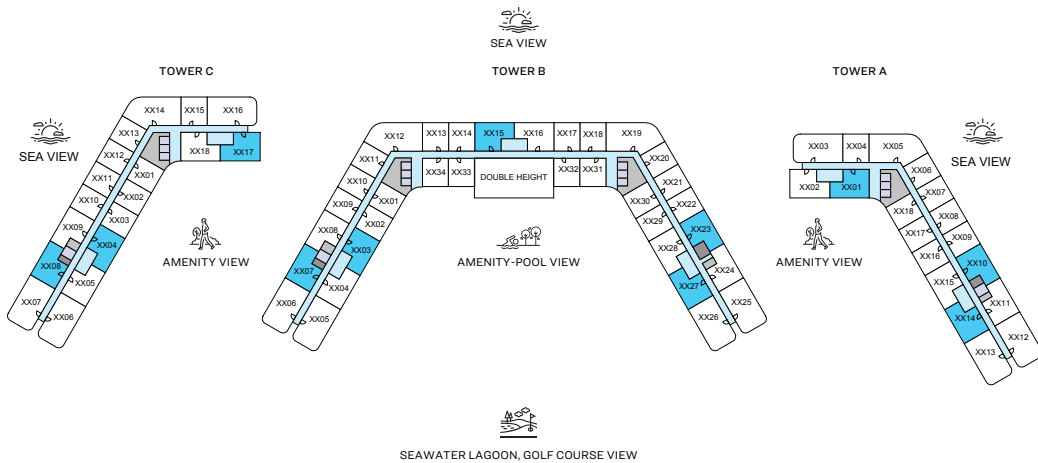 SEA VIEW
TOWER C
TOWER B
TOWER A
SEA VIEW
XX14
XX15
XX16
XX13
XX12
XX11
XX10
XX09
XX08
XX07
XX06
XX05
XX04
XX03
XX02
XX01
XX18
XX17
AMENITY VIEW
XX12
XX13
XX14
XX15
XX16
XX17
XX18
XX19
XX11
XX10
XX09
XX08
XX07
XX06
XX05
XX04
XX03
XX02
XX01
XX34
XX33
DOUBLE HEIGHT
XX32
XX31
XX30
XX29
XX28
XX27
XX26
XX25
XX24
XX23
XX22
XX21
XX20
AMENITY-POOL VIEW
XX03
XX04
XX05
XX02
XX01
XX06
XX07
XX08
XX09
XX10
XX11
XX12
XX13
XX14
XX15
XX16
XX17
XX18
SEA VIEW
AMENITY VIEW
SEAWATER LAGOON, GOLF COURSE VIEW